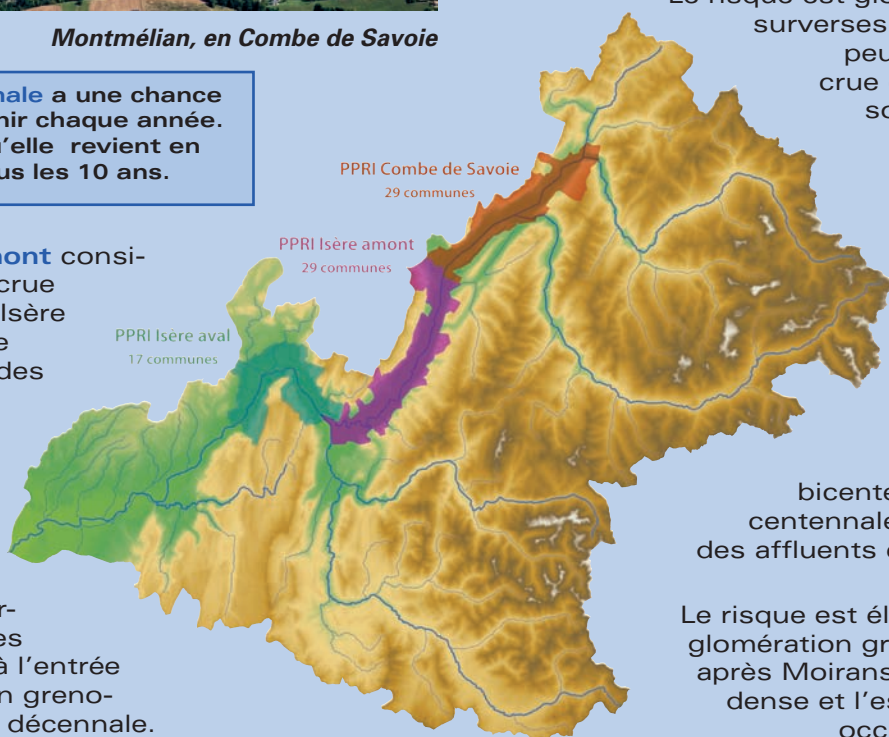 Montmélian, en Combe de Savoie
nale a une chance
nir chaque année.
u'elle revient en
us les 10 ans.
mont consi-
crue
Isère
e
des
r-
es
à l'entrée
n greno-
décennale.
PPRI Combe de Savoie
29 communes
PPRI Isère amont
29 communes
PPRI Isère aval
17 communes
surverses
peu
crue
so
bicente
centennale
des affluents
Le risque est él
glomération gr
après Moirans
dense et l'es
occ